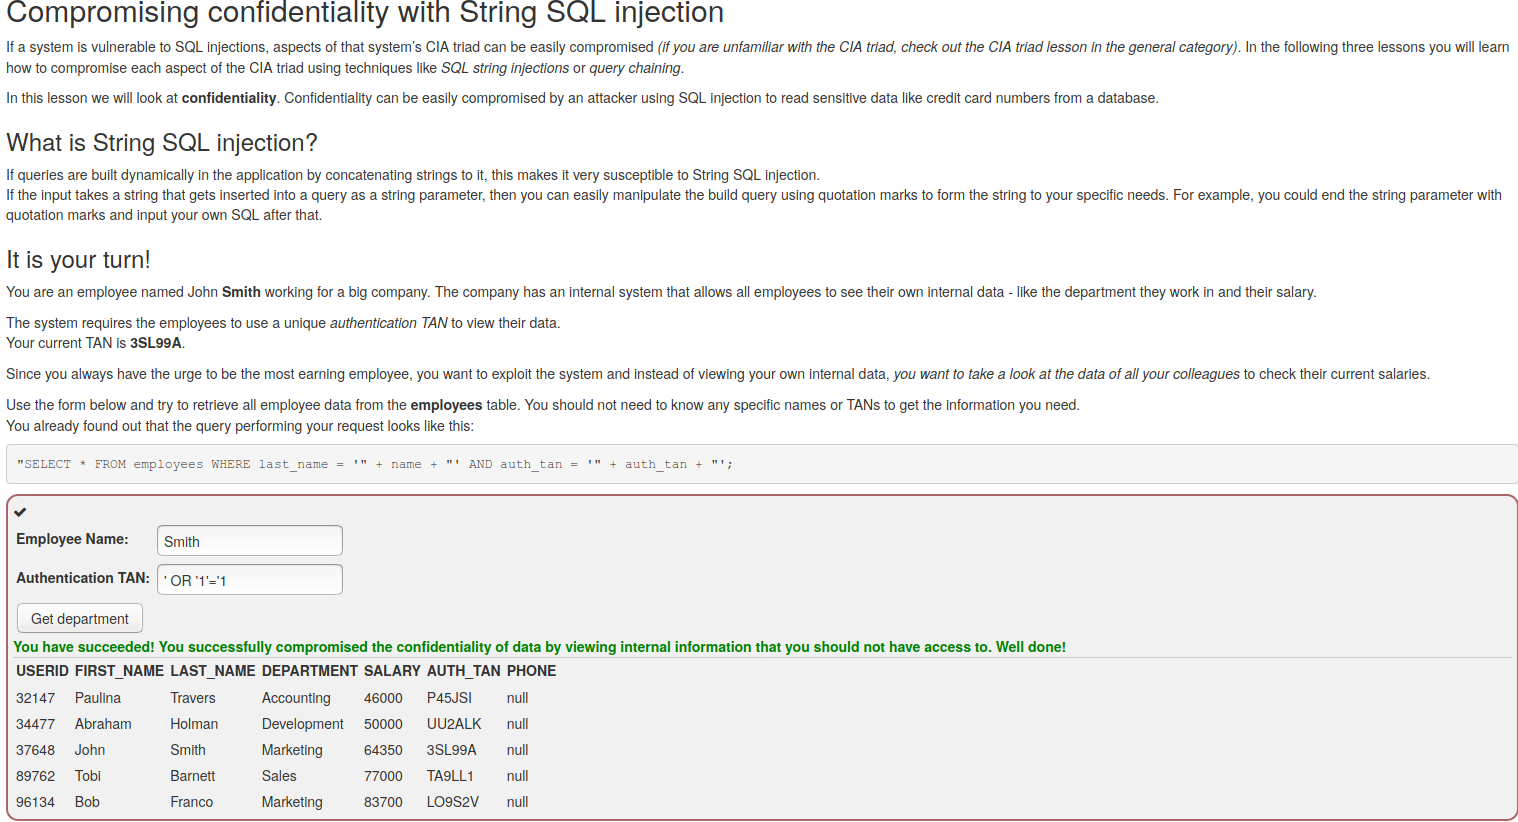 Compromising confidentiality with String SQL injection
If a system is vulnerable to SQL injections, aspects of that system's CIA triad can be easily compromised (if you are unfamiliar with the CIA triad, check out the CIA triad lesson in the general category). In the following three lessons you will learn
how to compromise each aspect of the CIA triad using techniques like SQL string injections or query chaining.
In this lesson we will look at confidentiality. Confidentiality can be easily compromised by an attacker using SQL injection to read sensitive data like credit card numbers from a database.
What is String SQL injection?
If queries are built dynamically in the application by concatenating strings to it, this makes it very susceptible to String SQL injection.
If the input takes a string that gets inserted into a query as a string parameter, then you can easily manipulate the build query using quotation marks to form the string to your specific needs. For example, you could end the string parameter with
quotation marks and input your own SQL after that.
It is your turn!
You are an employee named John Smith working for a big company. The company has an internal system that allows all employees to see their own internal data - like the department they work in and their salary.
The system requires the employees to use a unique authentication TAN to view their data.
Your current TAN is 3SL99A.
Since you always have the urge to be the most earning employee, you want to exploit the system and instead of viewing your own internal data, you want to take a look at the data of all your colleagues to check their current salaries.
Use the form below and try to retrieve all employee data from the employees table. You should not need to know any specific names or TANs to get the information you need.
You already found out that the query performing your request looks like this:
"SELECT * FROM employees WHERE last_name = '" + name + "' AND auth_tan = '" + auth_tan + "';
✔
Employee Name: Smith
Authentication TAN: ' OR '1'='1
Get department
You have succeeded! You successfully compromised the confidentiality of data by viewing internal information that you should not have access to. Well done!
USERID FIRST_NAME LAST_NAME DEPARTMENT SALARY AUTH_TAN PHONE
32147 Paulina Travers Accounting 46000 P45JSI null
34477 Abraham Holman Development 50000 UU2ALK null
37648 John Smith Marketing 64350 3SL99A null
89762 Tobi Barnett Sales 77000 TA9LL1 null
96134 Bob Franco Marketing 83700 LO9S2V null